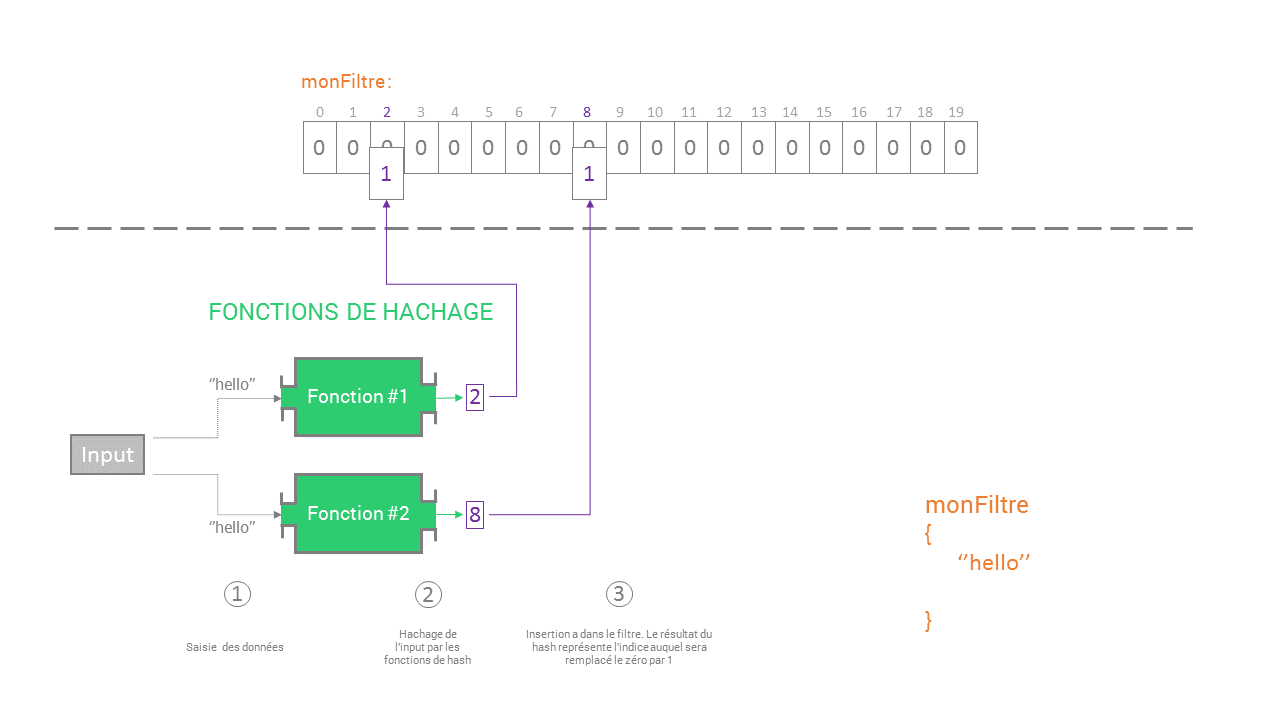 monFiltre:
0 1 2 3 4 5 6 7 8 9 10 11 12 13 14 15 16 17 18 19
0 0 0 0 0 0 0 0 0 0 0 0 0 0 0 0 0 0 0 0
1 1
FONCTIONS DE HACHAGE
‘’hello’’
Fonction #1
2
Input
Fonction #2
8
‘’hello’’
monFiltre
{
‘’hello’’
}
1
2
3
Saisie des données
Hachage de
l’input par les
fonctions de hash
Insertion a dans le filtre. Le résultat du
hash représente l’indice auquel sera
remplacé le zéro par 1